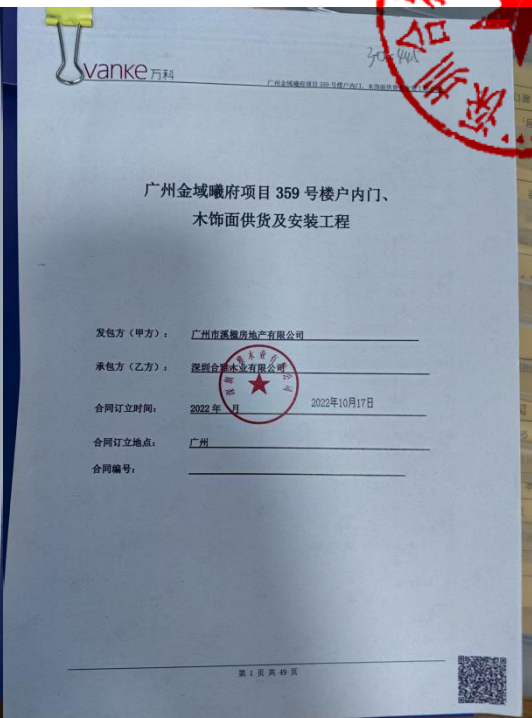 vanke 万科
广州金域曦府项目 359 号楼户内门、木饰面供货及安装工程
广州金域曦府项目 359 号楼户内门、
木饰面供货及安装工程
发包方（甲方）： 广州市溪樾房地产有限公司
承包方（乙方）： 深圳合雅木业有限公司
合同订立时间： 2022 年 月 2022年10月17日
合同订立地点： 广州
合同编号：
第 1 页 共 49 页